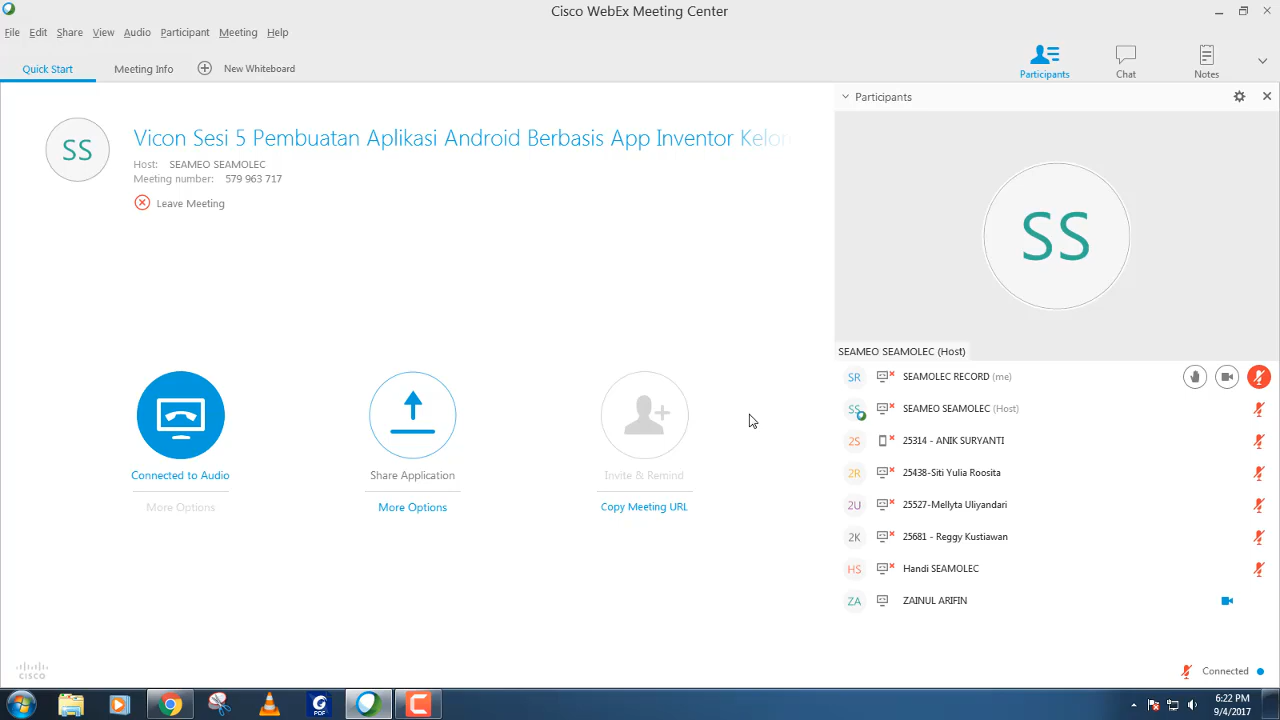 Cisco WebEx Meeting Center
File Edit Share View Audio Participant Meeting Help
Quick Start Meeting Info New Whiteboard
Participants Chat Notes
Participants
SS
Vicon Sesi 5 Pembuatan Aplikasi Android Berbasis App Inventor Kelo
Host: SEAMEO SEAMOLEC
Meeting number: 579 963 717
Leave Meeting
SS
SEAMEO SEAMOLEC (Host)
SR SEAMOLEC RECORD (me)
SS SEAMEO SEAMOLEC (Host)
2S 25314 - ANIK SURYANTI
2R 25438-Siti Yulia Roosita
2U 25527-Mellyta Uliyandari
2K 25681 - Reggy Kustiawan
HS Handi SEAMOLEC
ZA ZAINUL ARIFIN
Connected to Audio
More Options
Share Application
More Options
Invite & Remind
Copy Meeting URL
CISCO
Connected
PDF
6:22 PM
9/4/2017